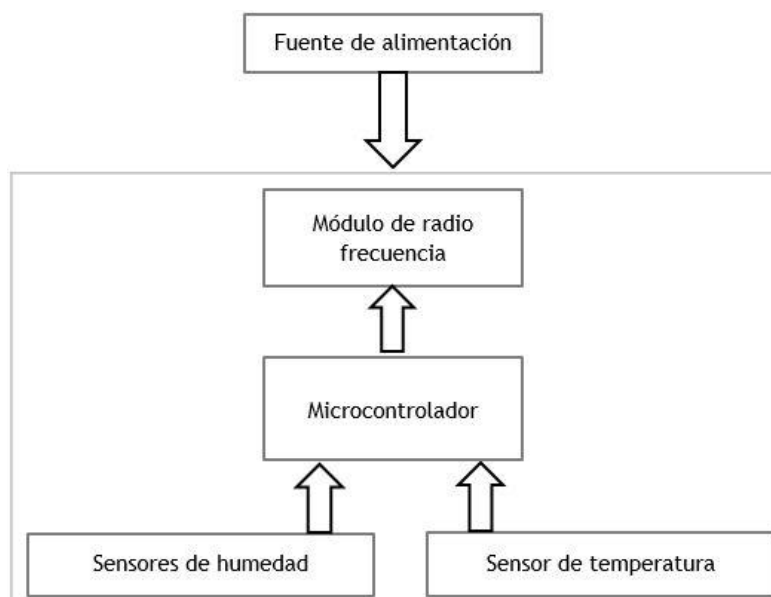 Fuente de alimentación
Módulo de radio
frecuencia
Microcontrolador
Sensores de humedad
Sensor de temperatura